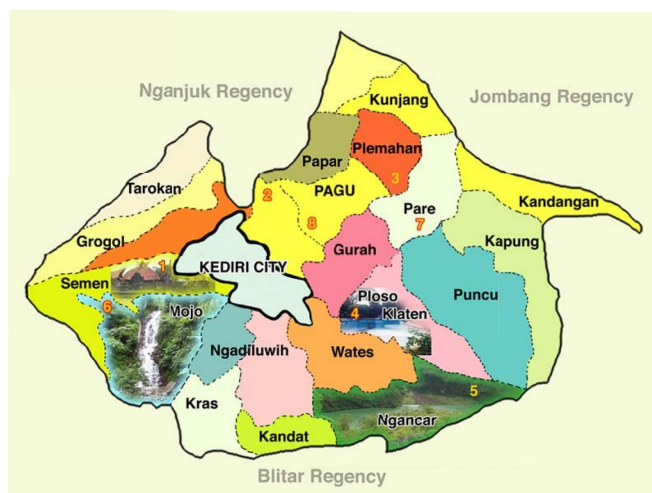 Nganjuk Regency
Jombang Regency
Kunjang
Plemahan
Papar
3
Tarokan
2
PAGU
Kandangan
Pare
8
7
Grogol
Gurah
Kapung
KEDIRI CITY
1
Semen
Puncu
Ploso
Klaten
6
Mojo
4
Ngadiluwih
Wates
5
Kras
Ngancar
Kandat
Blitar Regency